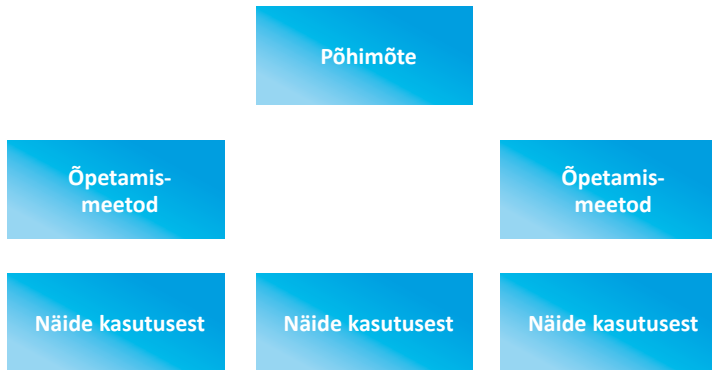 Põhimõte
Õpetamis-
meetod
Õpetamis-
meetod
Näide kasutusest
Näide kasutusest
Näide kasutusest